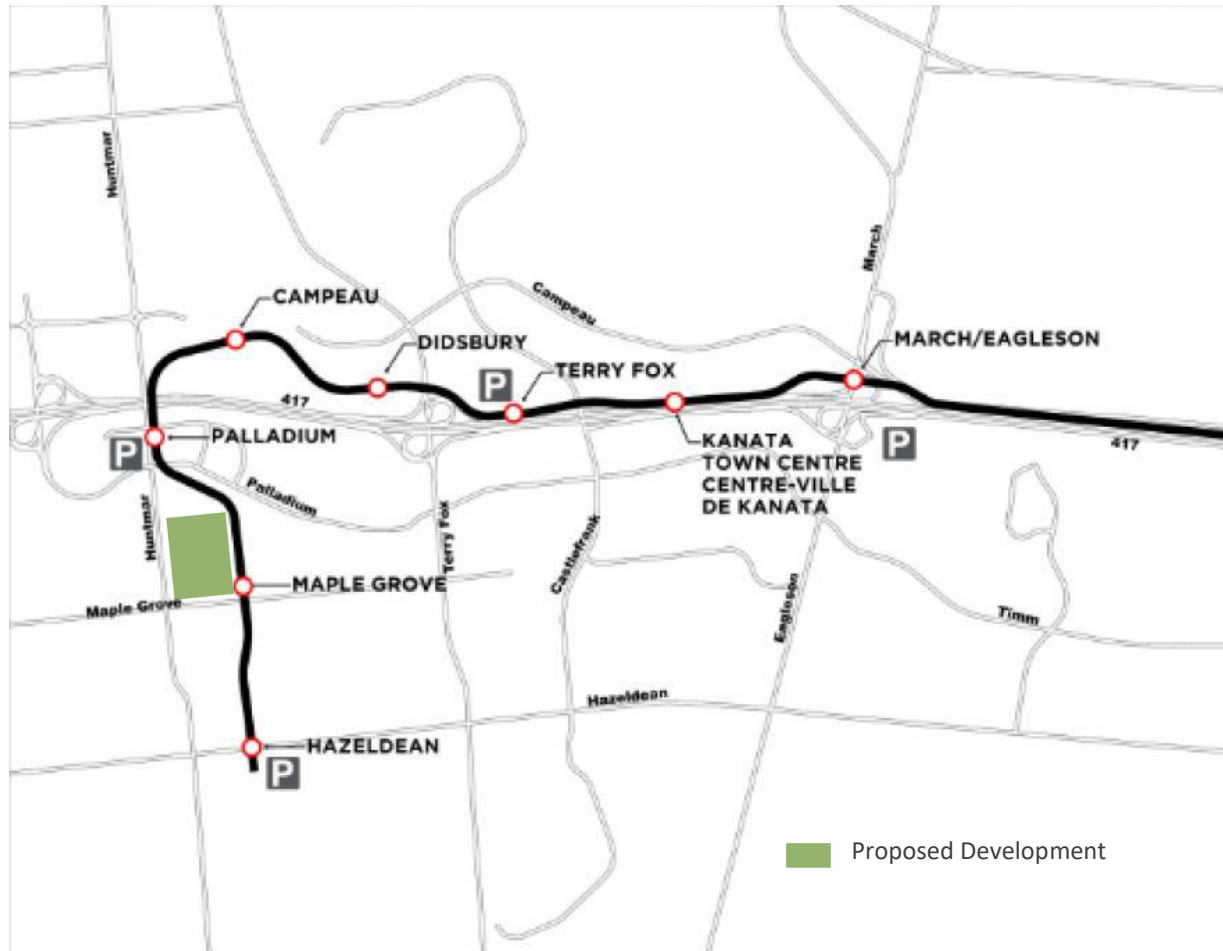 Huntmar
March
Campeau
CAMPEAU
DIDSBURY
MARCH/EAGLESON
P
TERRY FOX
417
PALLADIUM
P
KANATA
TOWN CENTRE
CENTRE-VILLE
DE KANATA
P
417
Palladium
Huntmar
Terry Fox
Castlefrank
MAPLE GROVE
Maple Grove
Eagleson
Timm
Hazeldean
HAZELDEAN
P
Proposed Development